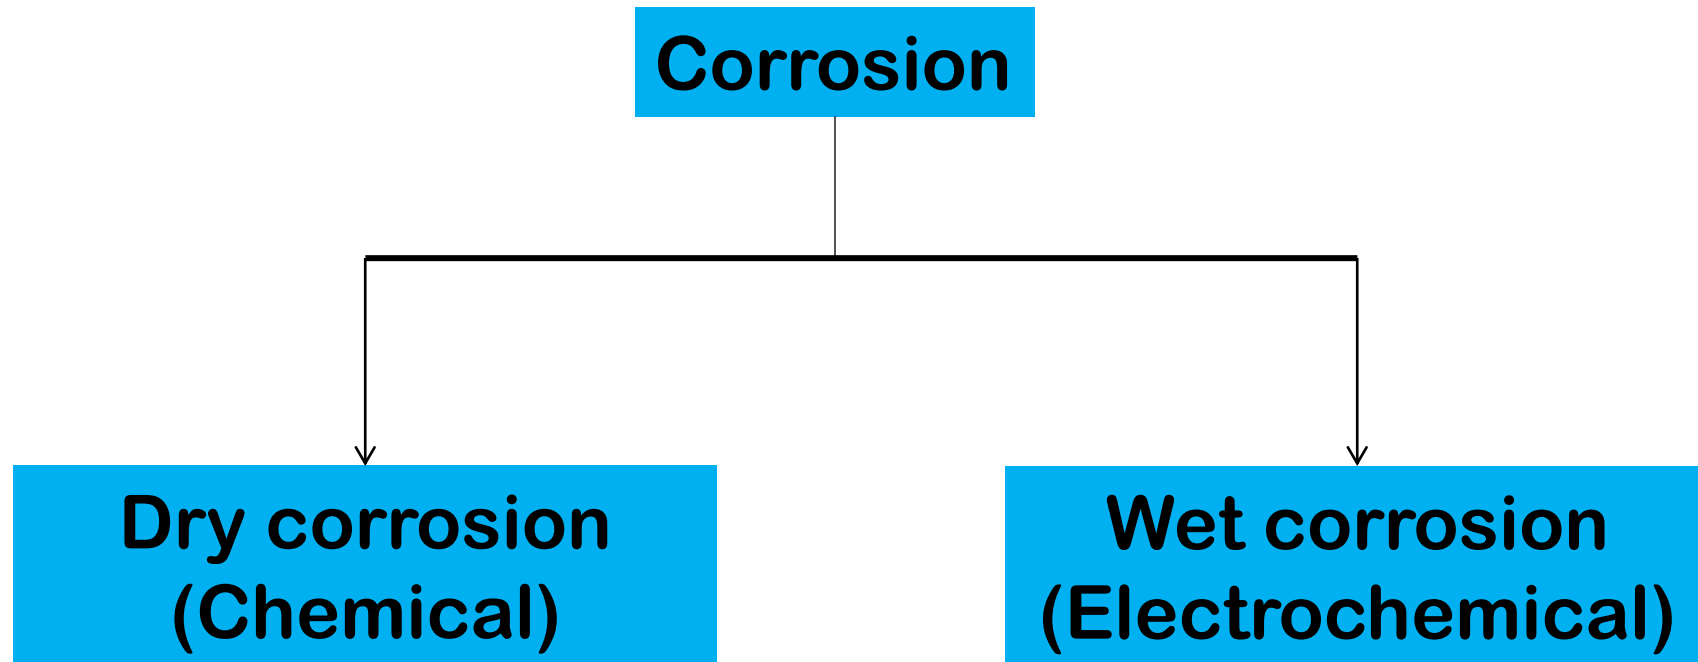 Corrosion
Dry corrosion
(Chemical)
Wet corrosion
(Electrochemical)